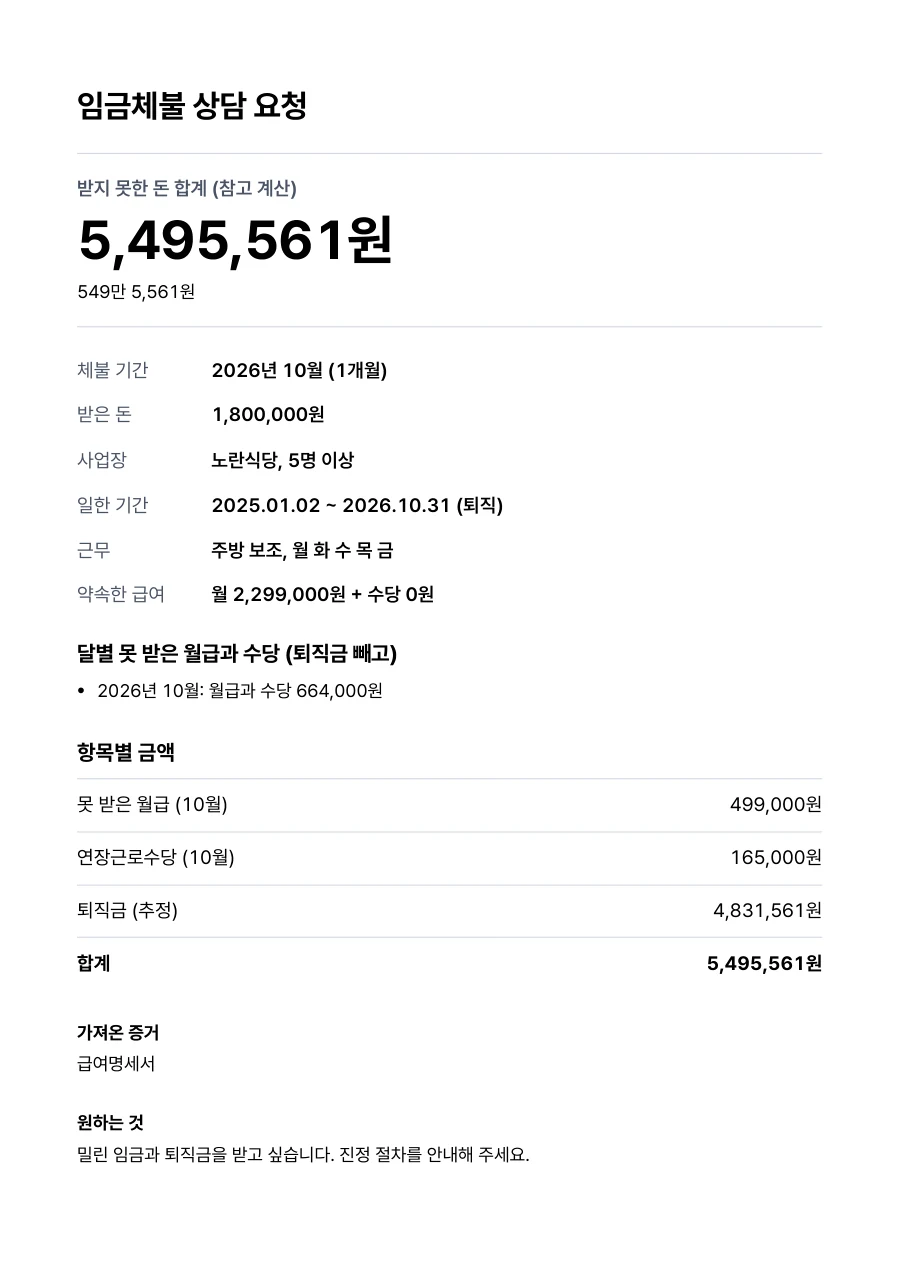 임금체불 상담 요청
받지 못한 돈 합계 (참고 계산)
5,495,561원
549만 5,561원
체불 기간 2026년 10월 (1개월)
받은 돈 1,800,000원
사업장 노란식당, 5명 이상
일한 기간 2025.01.02 ~ 2026.10.31 (퇴직)
근무 주방 보조, 월 화 수 목 금
약속한 급여 월 2,299,000원 + 수당 0원
달별 못 받은 월급과 수당 (퇴직금 빼고)
• 2026년 10월: 월급과 수당 664,000원
항목별 금액
못 받은 월급 (10월) 499,000원
연장근로수당 (10월) 165,000원
퇴직금 (추정) 4,831,561원
합계 5,495,561원
가져온 증거
급여명세서
원하는 것
밀린 임금과 퇴직금을 받고 싶습니다. 진정 절차를 안내해 주세요.